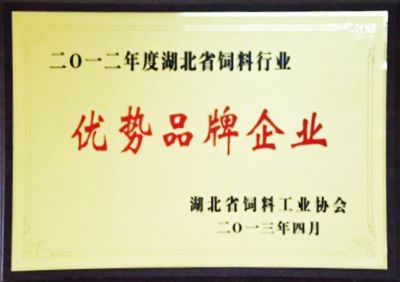 二〇一二年度湖北省饲料行业
优势品牌企业
湖北省饲料工业协会
二〇一三年四月